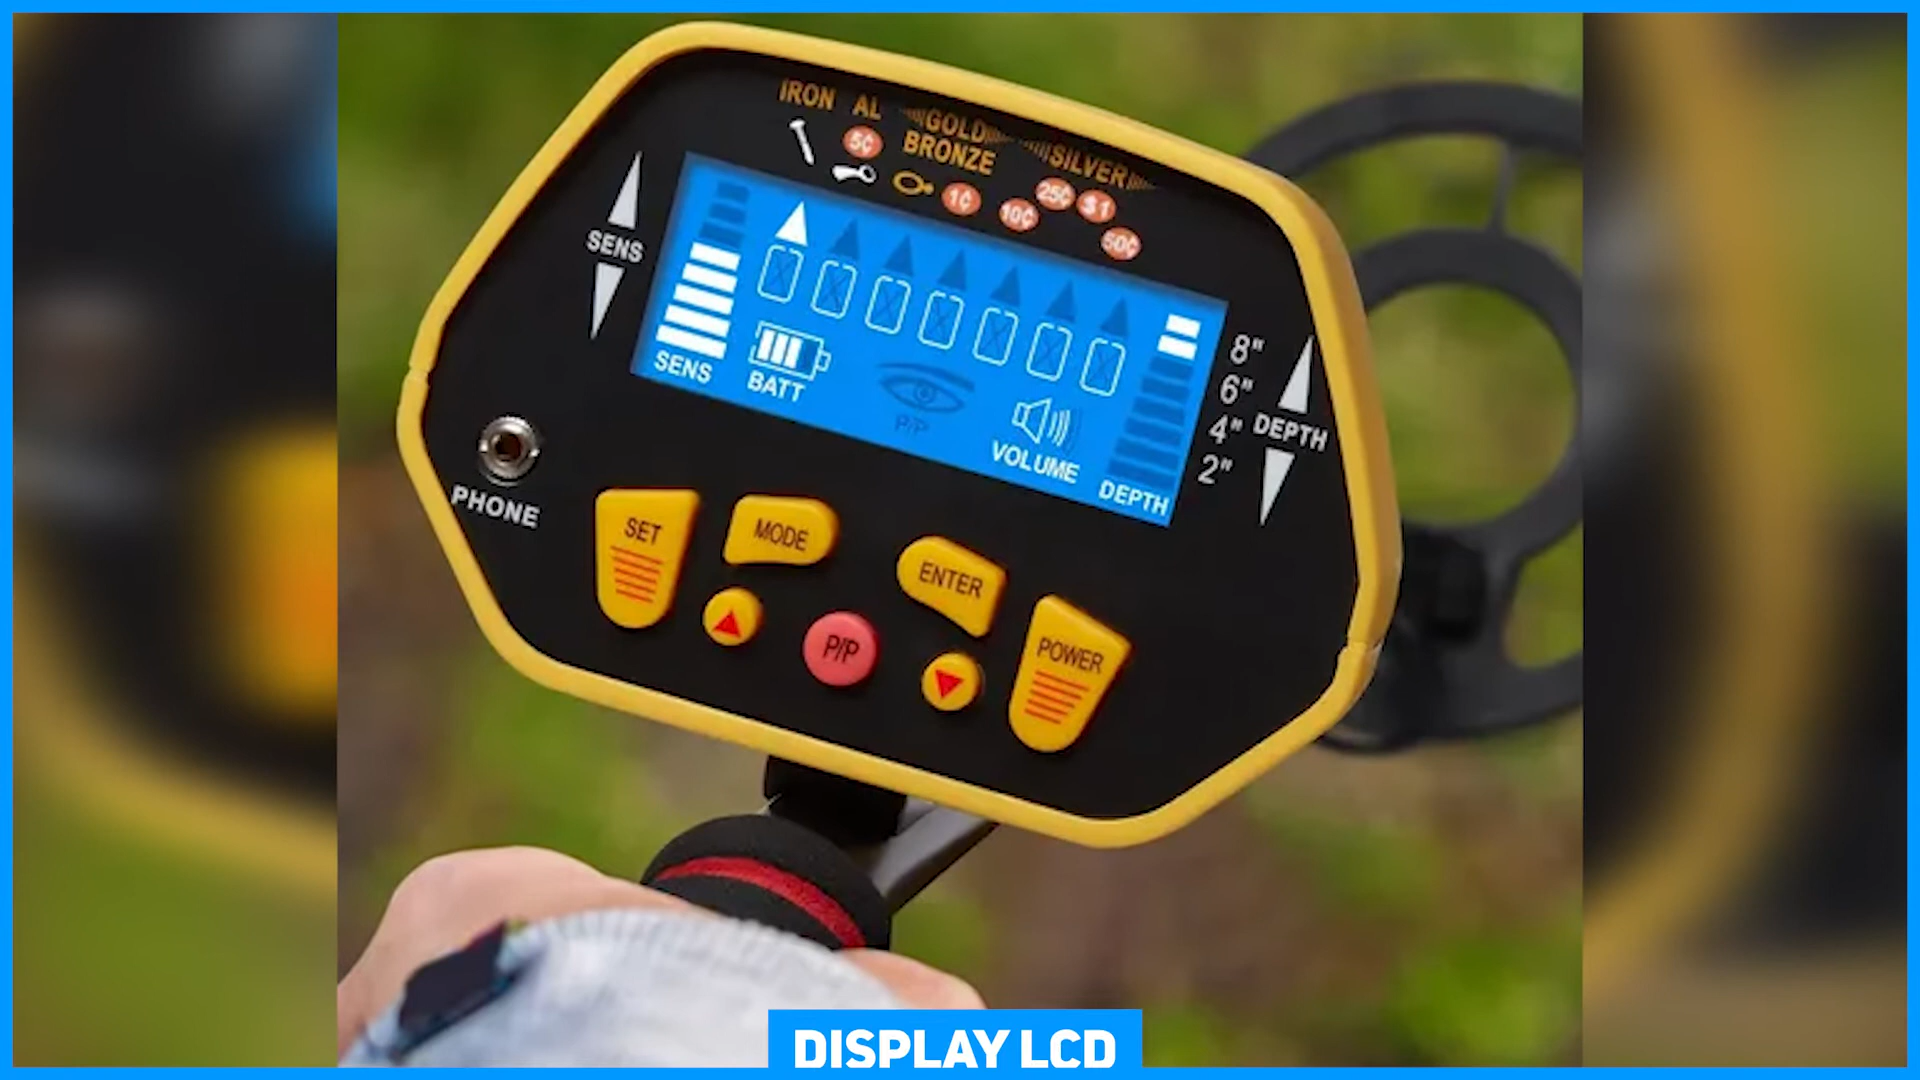 IRON AL GOLD
BRONZE SILVER
5¢
1¢ 10¢ 25¢ $1
50¢
SENS
SENS
BATT
P/P
VOLUME
DEPTH
8"
6"
4"
2"
DEPTH
PHONE
SET
MODE
ENTER
P/P
POWER
DISPLAY LCD